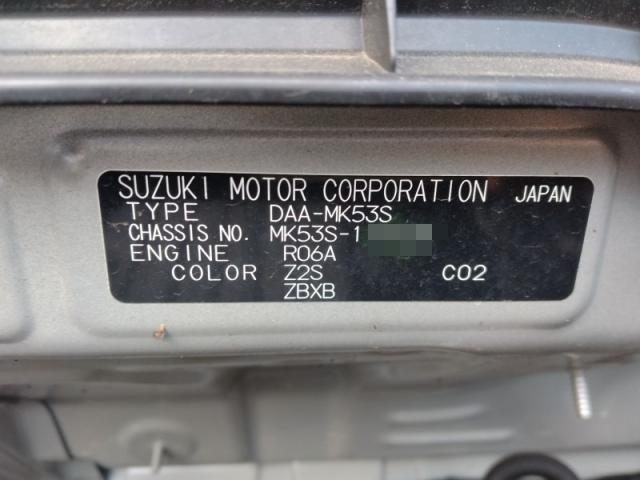 SUZUKI MOTOR CORPORATION JAPAN
TYPE DAA-MK53S
CHASSIS NO. MK53S-1
ENGINE R06A
COLOR Z2S C02
ZBXB